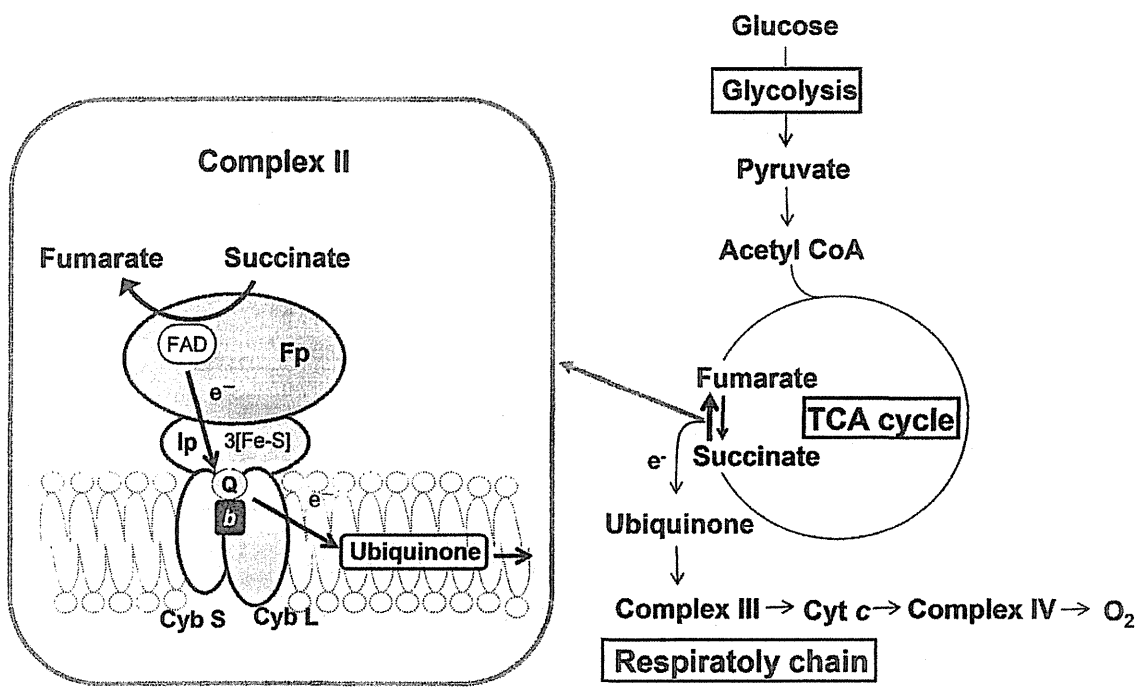 Complex II
Fumarate
Succinate
FAD
Fp
e⁻
Ip
3[Fe-S]
Q
b
e⁻
Ubiquinone
Cyb S
Cyb L
Glucose
Glycolysis
Pyruvate
Acetyl CoA
Fumarate
TCA cycle
Succinate
e-
Ubiquinone
Complex III → Cyt c → Complex IV → O₂
Respiratoly chain